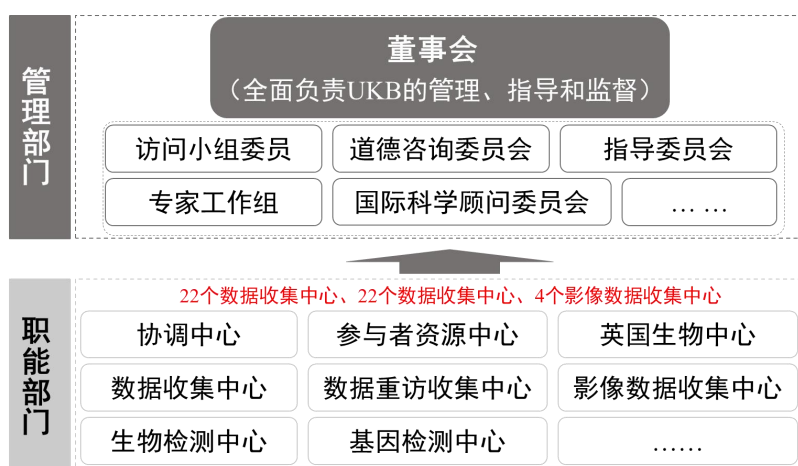 管理部门
董事会
（全面负责UKB的管理、指导和监督）
访问小组委员
道德咨询委员会
指导委员会
专家工作组
国际科学顾问委员会
… …
职能部门
22个数据收集中心、22个数据收集中心、4个影像数据收集中心
协调中心
参与者资源中心
英国生物中心
数据收集中心
数据重访收集中心
影像数据收集中心
生物检测中心
基因检测中心
……